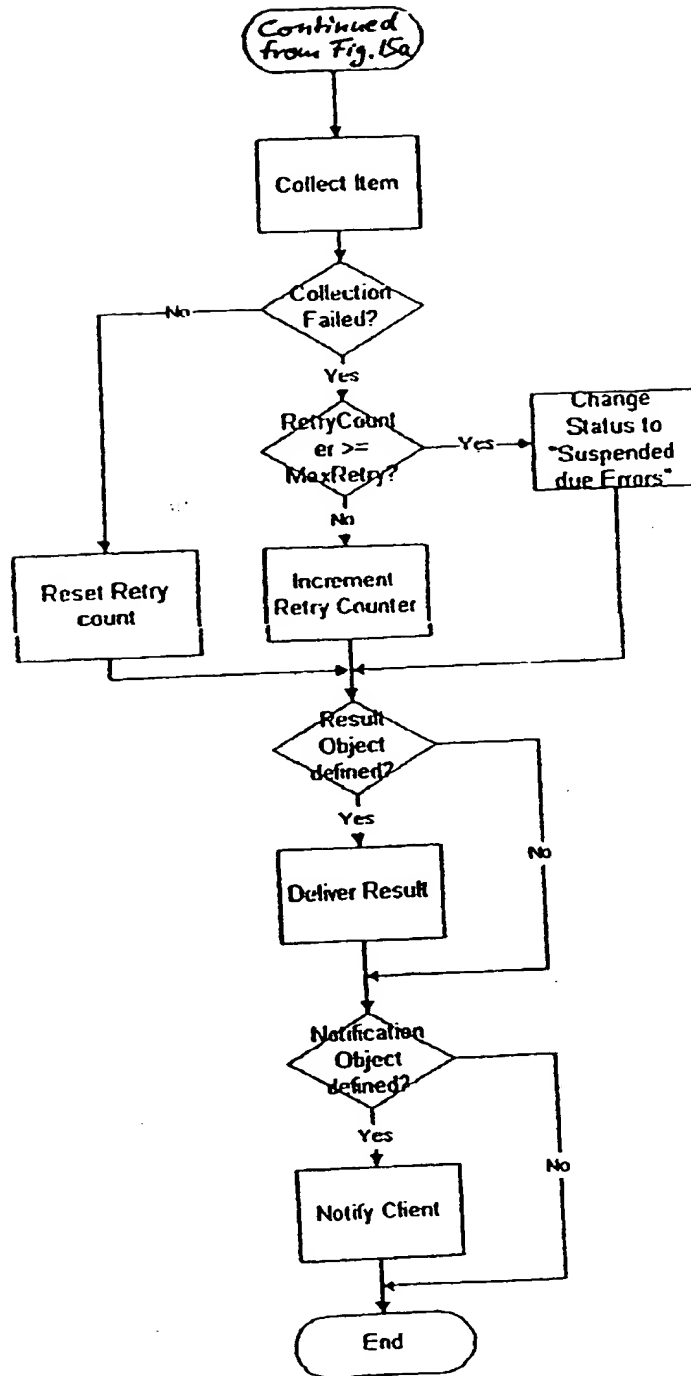 Continued
from Fig. 15a
Collect Item
Collection
Failed?
No
Yes
RetryCount
er >=
MaxRetry?
Yes
Change
Status to
"Suspended
due Errors"
No
Reset Retry
count
Increment
Retry Counter
Result
Object
defined?
Yes
No
Deliver Result
Notification
Object
defined?
Yes
No
Notify Client
End